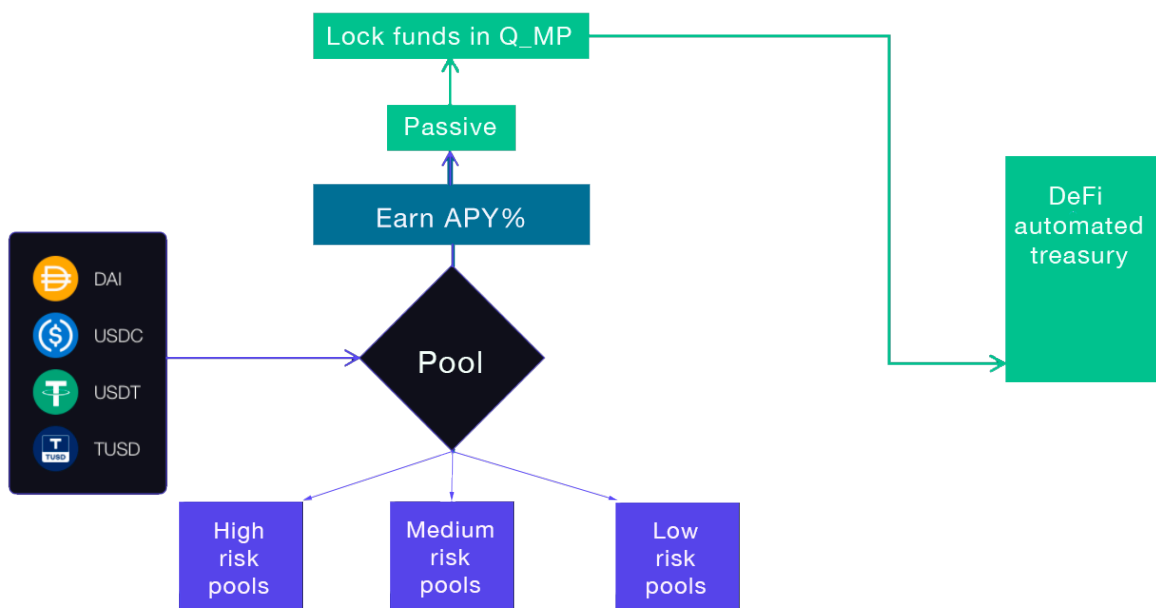 Lock funds in Q_MP
Passive
Earn APY%
DeFi
automated
treasury
DAI
USDC
USDT
TUSD
TUSD
Pool
High
risk
pools
Medium
risk
pools
Low
risk
pools